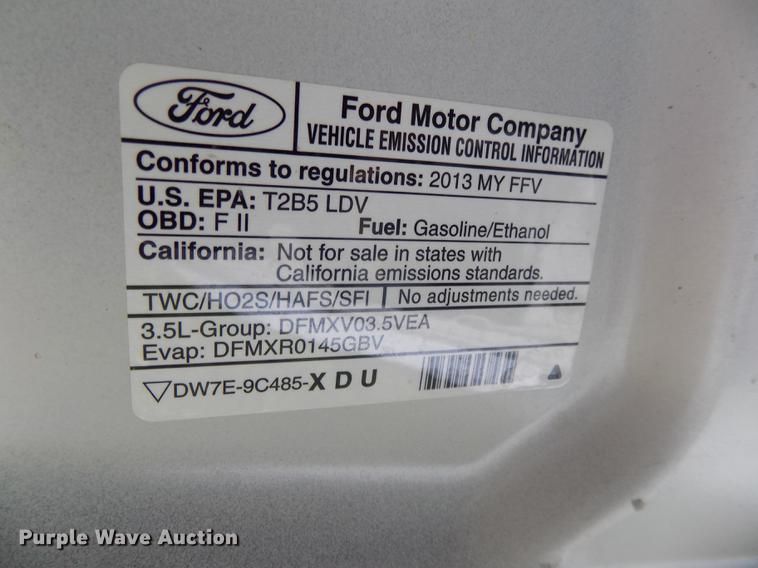 Ford
Ford Motor Company
VEHICLE EMISSION CONTROL INFORMATION
Conforms to regulations: 2013 MY FFV
U.S. EPA: T2B5 LDV
OBD: F II Fuel: Gasoline/Ethanol
California: Not for sale in states with
California emissions standards.
TWC/HO2S/HAFS/SFI No adjustments needed.
3.5L-Group: DFMXV03.5VEA
Evap: DFMXR0145GBV
DW7E-9C485-XDU
Purple Wave Auction